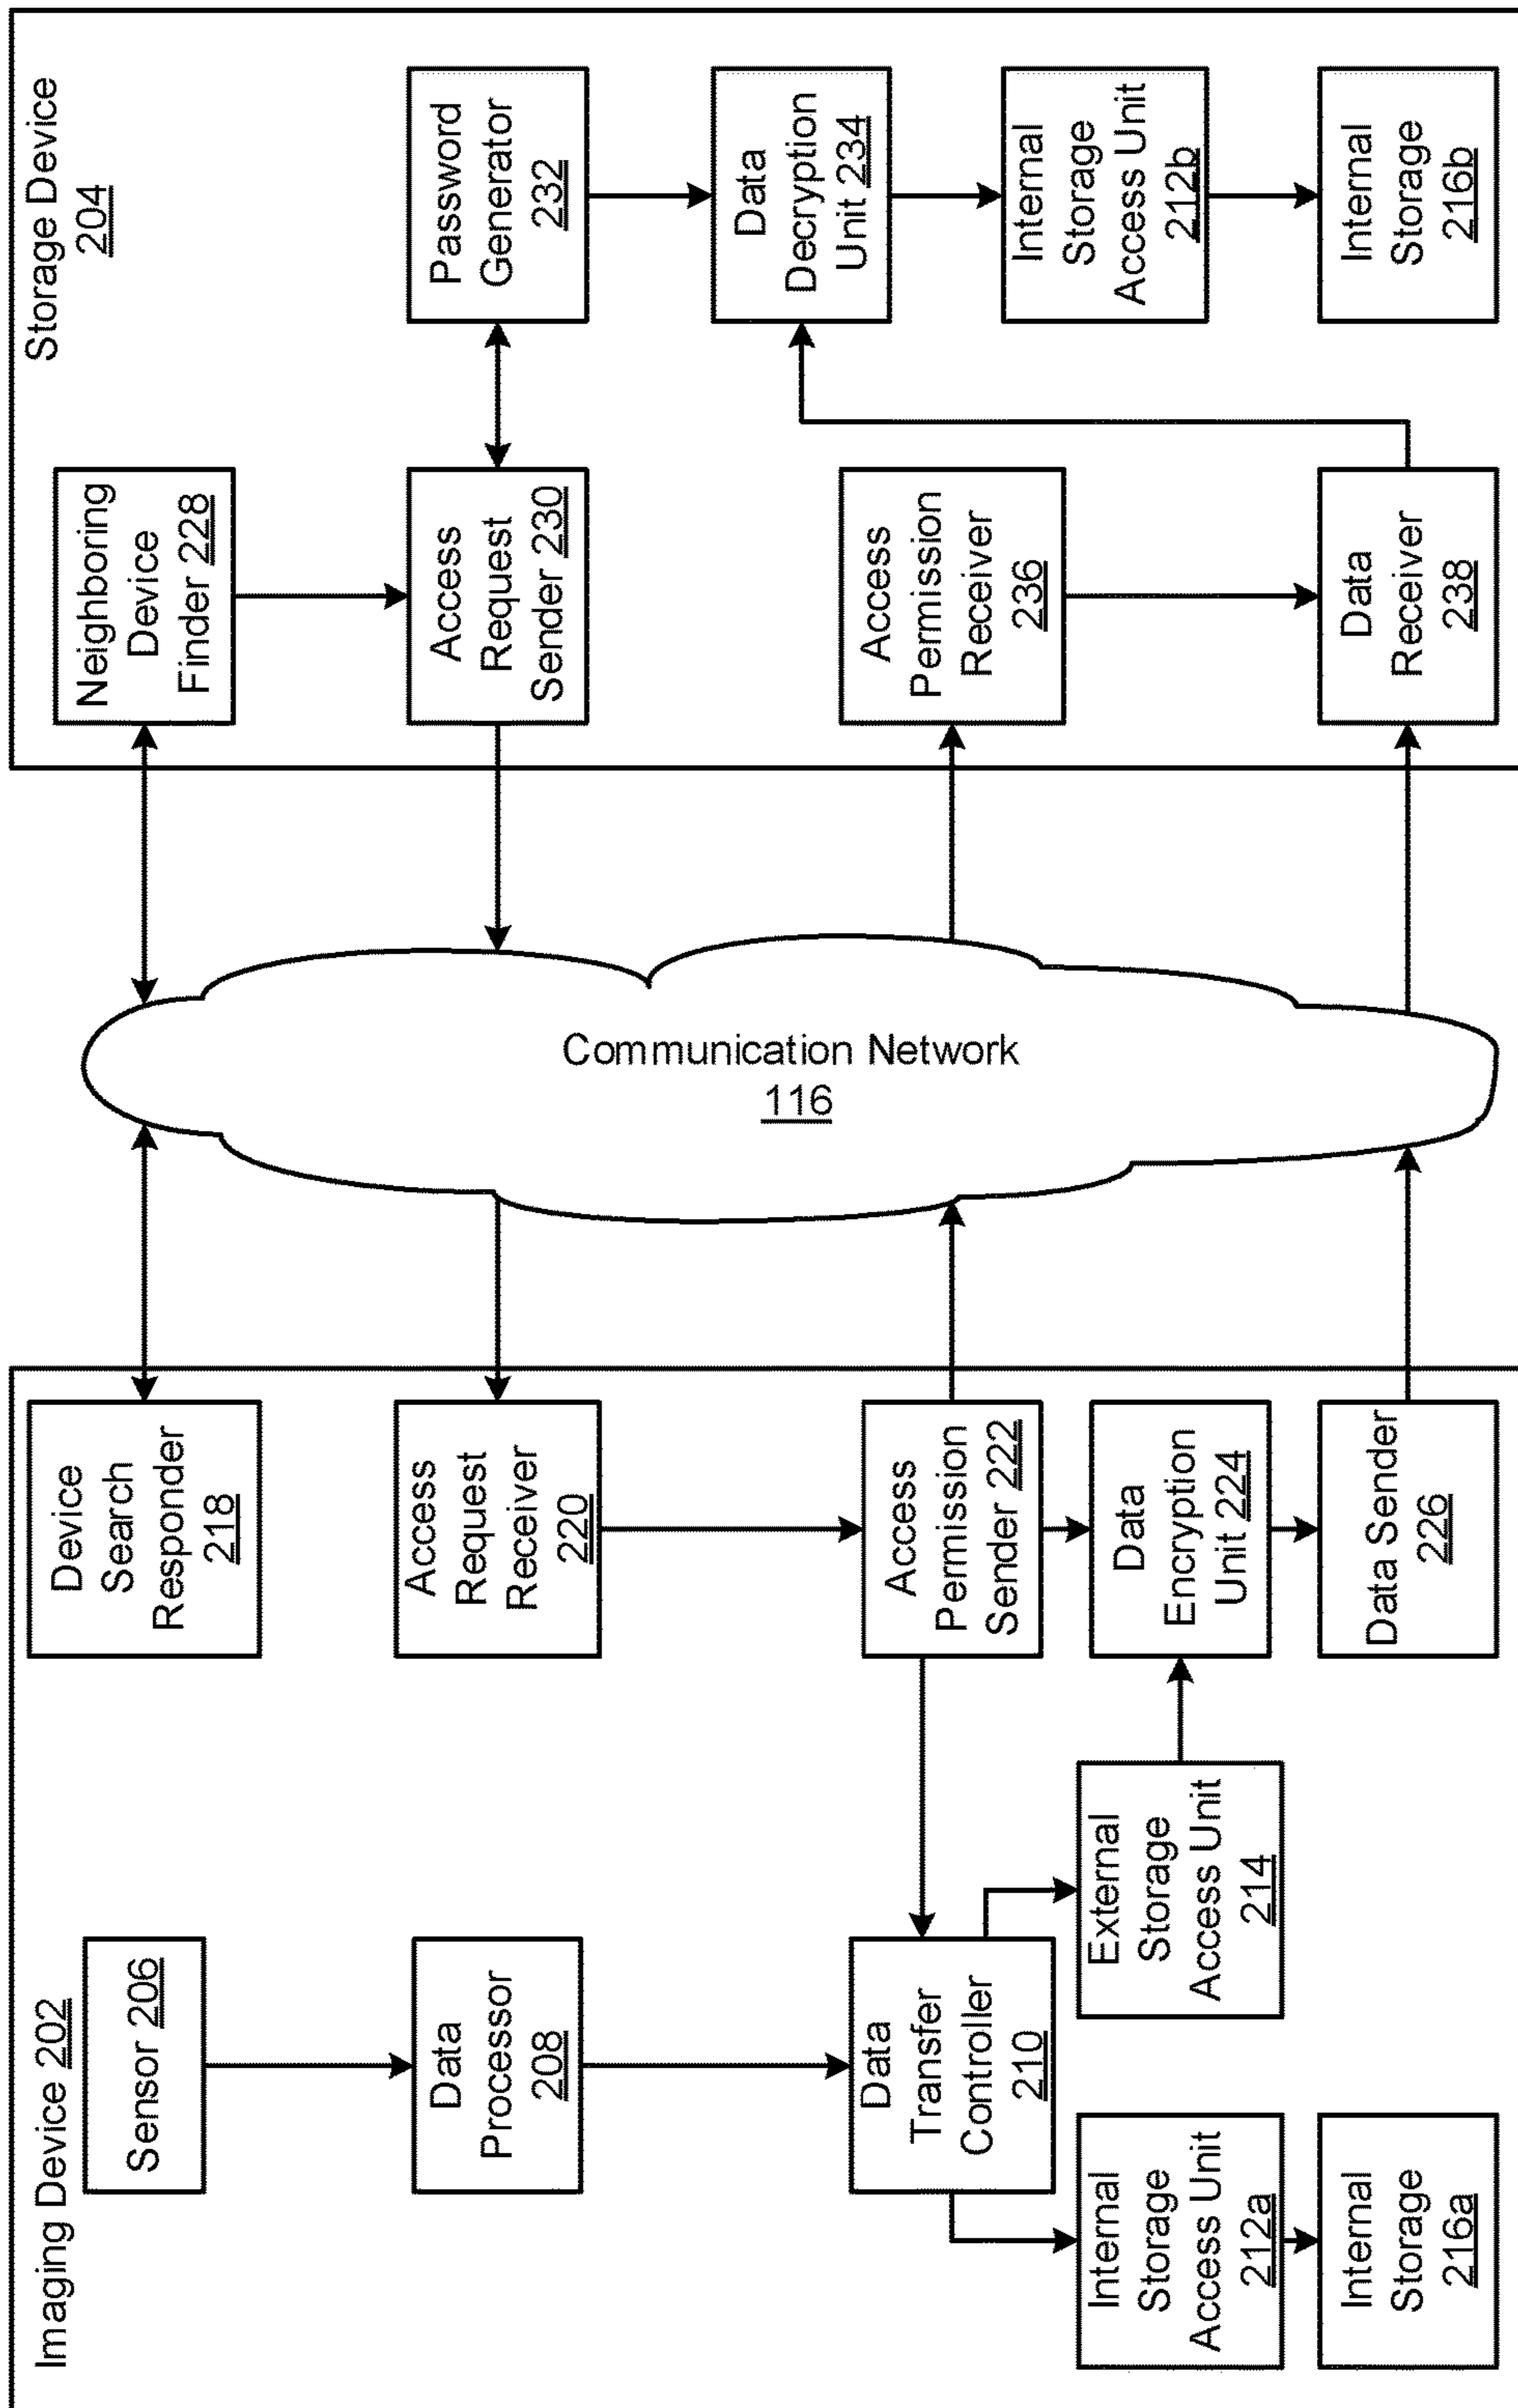 Imaging Device 202
Sensor 206
Data
Processor
208
Data
Transfer
Controller
210
Internal
Storage
Access Unit
212a
Internal
Storage
216a
External
Storage
Access Unit
214
Device
Search
Responder
218
Access
Request
Receiver
220
Access
Permission
Sender 222
Data
Encryption
Unit 224
Data Sender
226
Communication Network
116
Storage Device
204
Neighboring
Device
Finder 228
Access
Request
Sender 230
Password
Generator
232
Data
Decryption
Unit 234
Internal
Storage
Access Unit
212b
Internal
Storage
216b
Access
Permission
Receiver
236
Data
Receiver
238